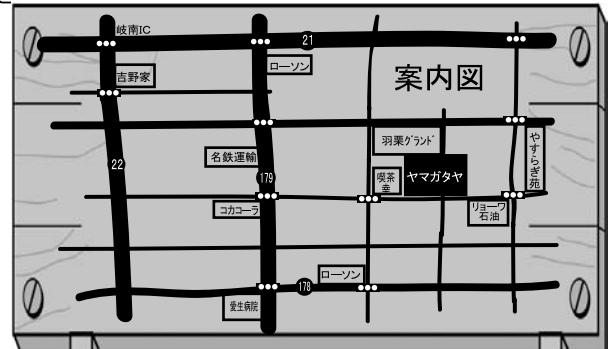 岐南IC
21
ローソン
吉野家
案内図
羽栗グランド
やすらぎ苑
名鉄運輸
22
179
喫茶
幸
ヤマガタヤ
コカコーラ
リョーワ
石油
ローソン
178
愛生病院